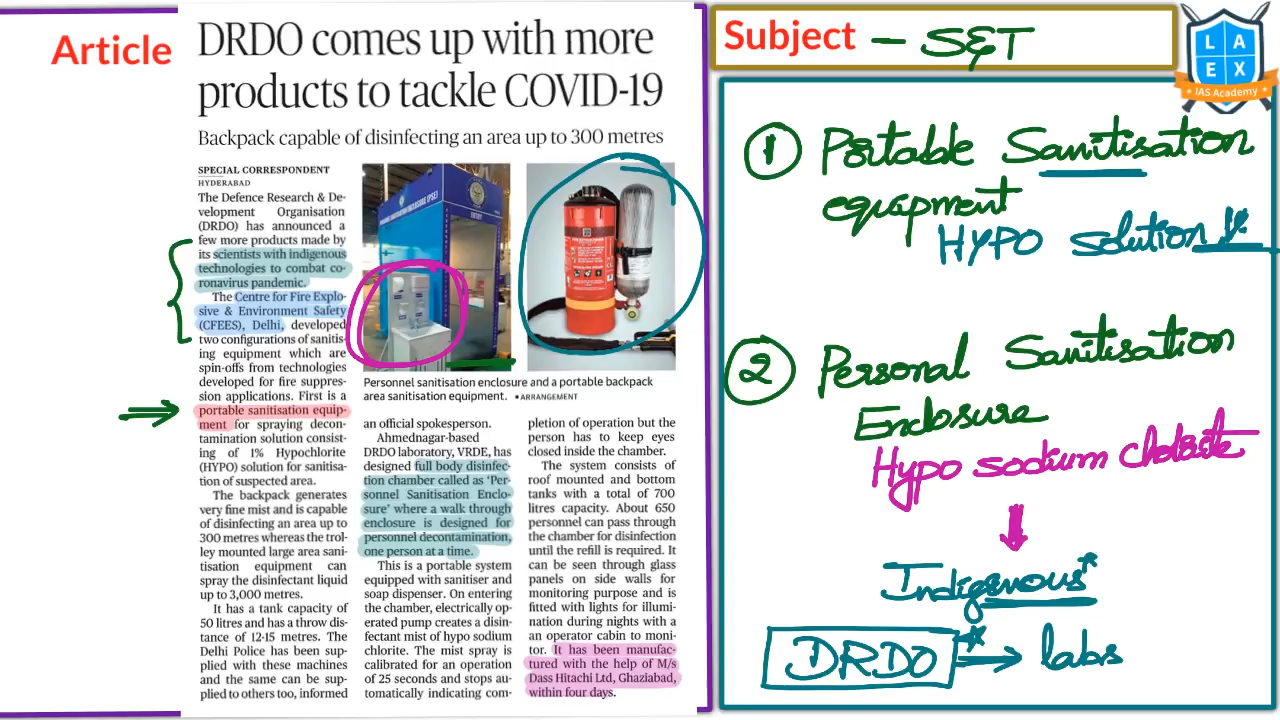 Article
DRDO comes up with more
products to tackle COVID-19
Backpack capable of disinfecting an area up to 300 metres
SPECIAL CORRESPONDENT
HYDERABAD
The Defence Research & De-
velopment Organisation
(DRDO) has announced a
few more products made by
its scientists with indigenous
technologies to combat co-
ronavirus pandemic.
The Centre for Fire Explo-
sive & Environment Safety
(CFEES), Delhi, developed
two configurations of sanitis-
ing equipment which are
spin-offs from technologies
developed for fire suppres-
sion applications. First is a
portable sanitisation equip-
ment for spraying decon-
tamination solution consist-
ing of 1% Hypochlorite
(HYPO) solution for sanitisa-
tion of suspected area.
The backpack generates
very fine mist and is capable
of disinfecting an area up to
300 metres whereas the trol-
ley mounted large area sani-
tisation equipment can
spray the disinfectant liquid
up to 3,000 metres.
It has a tank capacity of
50 litres and has a throw dis-
tance of 12-15 metres. The
Delhi Police has been sup-
plied with these machines
and the same can be sup-
plied to others too, informed
PERSONNEL SANITISATION ENCLOSURE (PSE)
ENTRY
Personnel sanitisation enclosure and a portable backpack
area sanitisation equipment. •ARRANGEMENT
an official spokesperson.
Ahmednagar-based
DRDO laboratory, VRDE, has
designed full body disinfec-
tion chamber called as ‘Per-
sonnel Sanitisation Enclo-
sure’ where a walk through
enclosure is designed for
personnel decontamination,
one person at a time.
This is a portable system
equipped with sanitiser and
soap dispenser. On entering
the chamber, electrically op-
erated pump creates a disin-
fectant mist of hypo sodium
chlorite. The mist spray is
calibrated for an operation
of 25 seconds and stops au-
tomatically indicating com-
pletion of operation but the
person has to keep eyes
closed inside the chamber.
The system consists of
roof mounted and bottom
tanks with a total of 700
litres capacity. About 650
personnel can pass through
the chamber for disinfection
until the refill is required. It
can be seen through glass
panels on side walls for
monitoring purpose and is
fitted with lights for illumi-
nation during nights with a
an operator cabin to moni-
tor. It has been manufac-
tured with the help of M/s
Dass Hitachi Ltd, Ghaziabad,
within four days.
Subject - S&T
LAEX
IAS Academy
1 Portable Sanitisation
equapment
HYPO solution
2 Personal Sanitisation
Enclosure
Hypo sodium
Indigenous*
DRDO* → labs